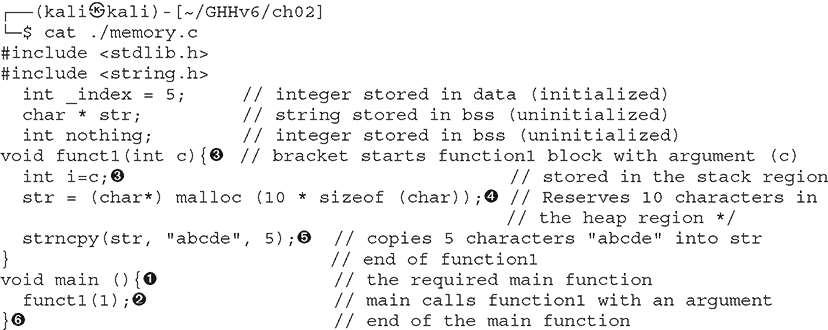 ┌──(kali㉿kali)-[~/GHHv6/ch02]
└─$ cat ./memory.c
#include <stdlib.h>
#include <string.h>
  int _index = 5;      // integer stored in data (initialized)
  char * str;          // string stored in bss (uninitialized)
  int nothing;         // integer stored in bss (uninitialized)
void funct1(int c){❸ // bracket starts function1 block with argument (c)
  int i=c;❸                                // stored in the stack region
  str = (char*) malloc (10 * sizeof (char));❹ // Reserves 10 characters in
                                           // the heap region */
  strncpy(str, "abcde", 5);❺  // copies 5 characters "abcde" into str
}                             // end of function1
void main (){❶                // the required main function
  funct1(1);❷                 // main calls function1 with an argument
}❻                            // end of the main function